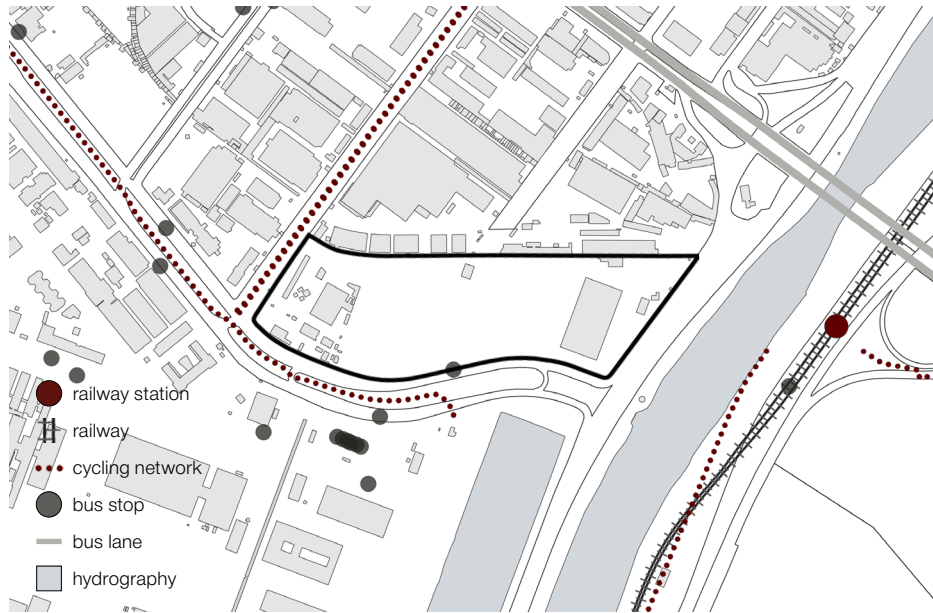 railway station
railway
cycling network
bus stop
bus lane
hydrography